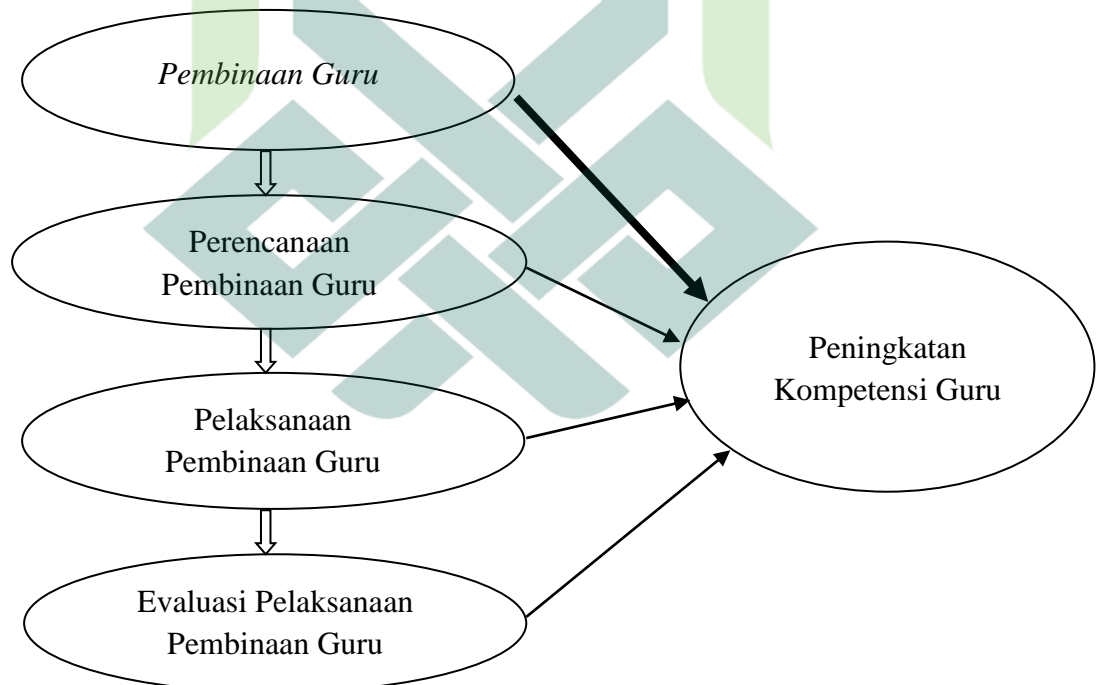 Pembinaan Guru
Perencanaan
Pembinaan Guru
Pelaksanaan
Pembinaan Guru
Evaluasi Pelaksanaan
Pembinaan Guru
Peningkatan
Kompetensi Guru